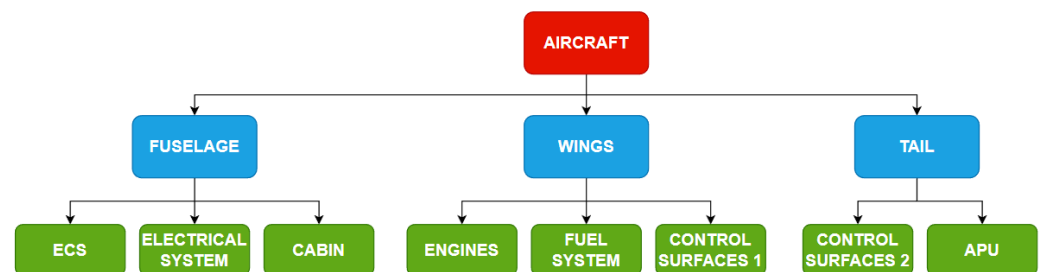 AIRCRAFT
FUSELAGE
WINGS
TAIL
ECS
ELECTRICAL
SYSTEM
CABIN
ENGINES
FUEL
SYSTEM
CONTROL
SURFACES 1
CONTROL
SURFACES 2
APU